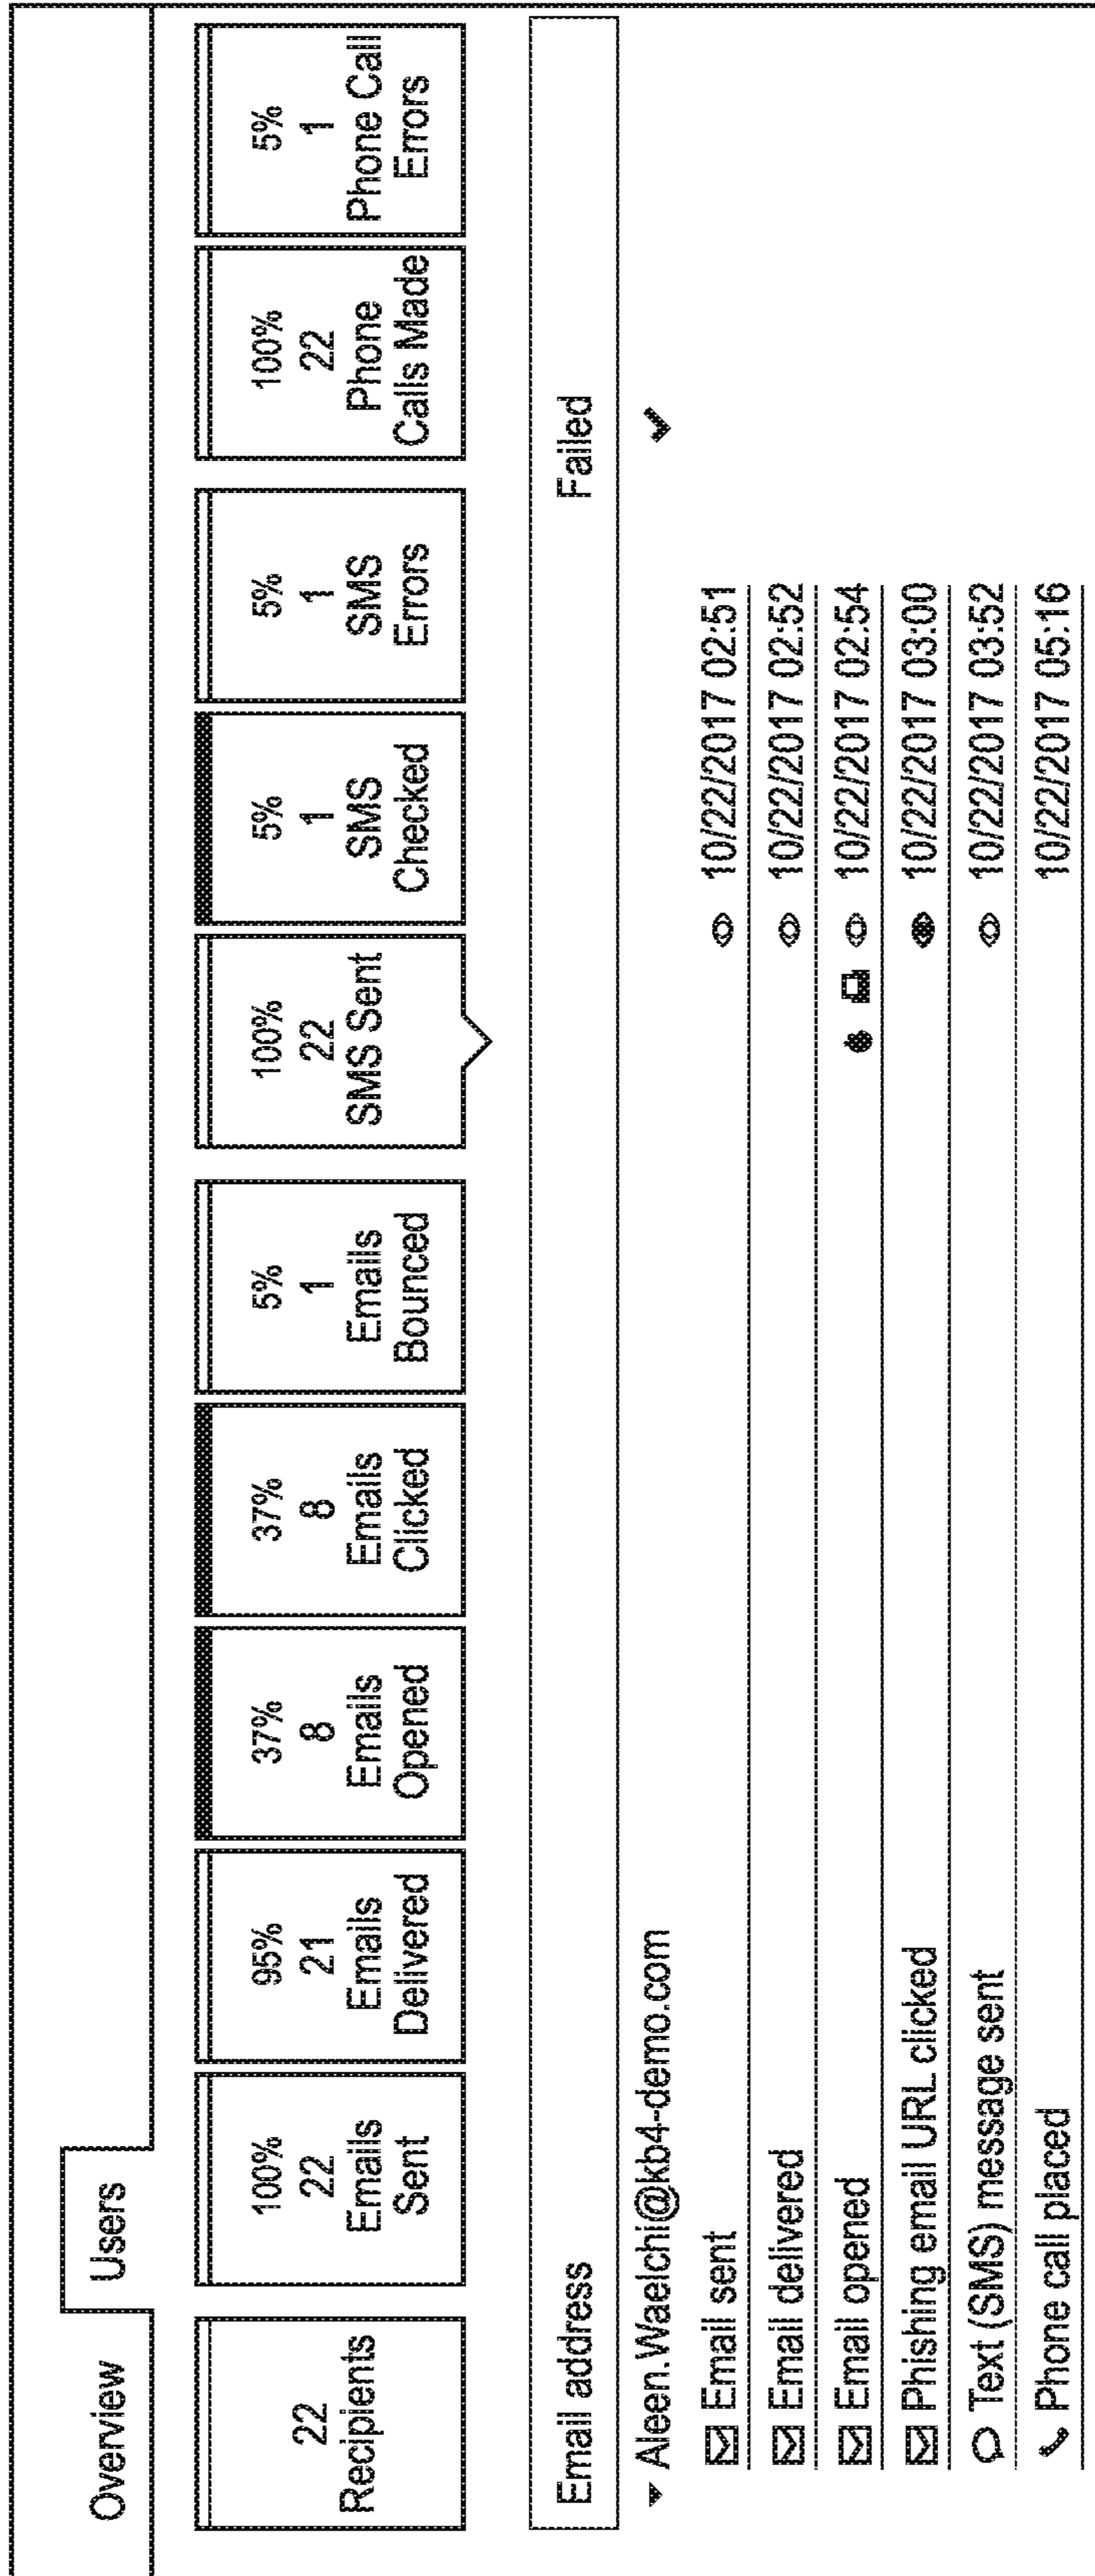 Overview
Users
22
Recipients
100%
22
Emails
Sent
95%
21
Emails
Delivered
37%
8
Emails
Opened
37%
8
Emails
Clicked
5%
1
Emails
Bounced
100%
22
SMS Sent
5%
1
SMS
Checked
5%
1
SMS
Errors
100%
22
Phone
Calls Made
5%
1
Phone Call
Errors
Email address Failed
Aleen.Waelchi@kb4-demo.com
Email sent 10/22/2017 02:51
Email delivered 10/22/2017 02:52
Email opened 10/22/2017 02:54
Phishing email URL clicked 10/22/2017 03:00
Text (SMS) message sent 10/22/2017 03:52
Phone call placed 10/22/2017 05:16